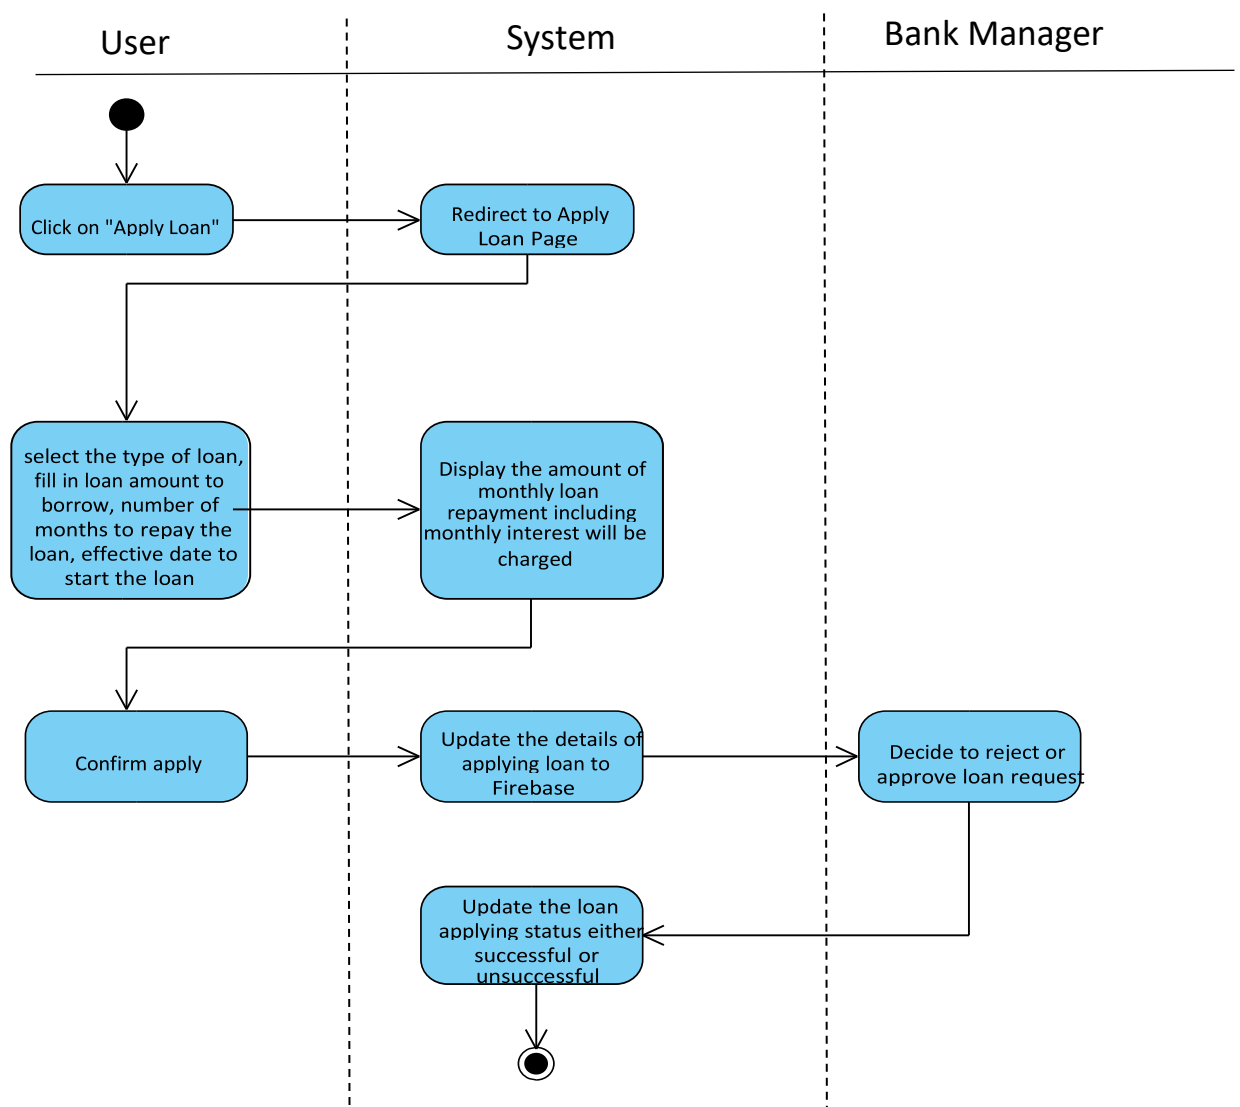 User
System
Bank Manager
Click on "Apply Loan"
Redirect to Apply
Loan Page
select the type of loan,
fill in loan amount to
borrow, number of
months to repay the
loan, effective date to
start the loan
Display the amount of
monthly loan
repayment including
monthly interest will be
charged
Confirm apply
Update the details of
applying loan to
Firebase
Decide to reject or
approve loan request
Update the loan
applying status either
successful or
unsuccessful